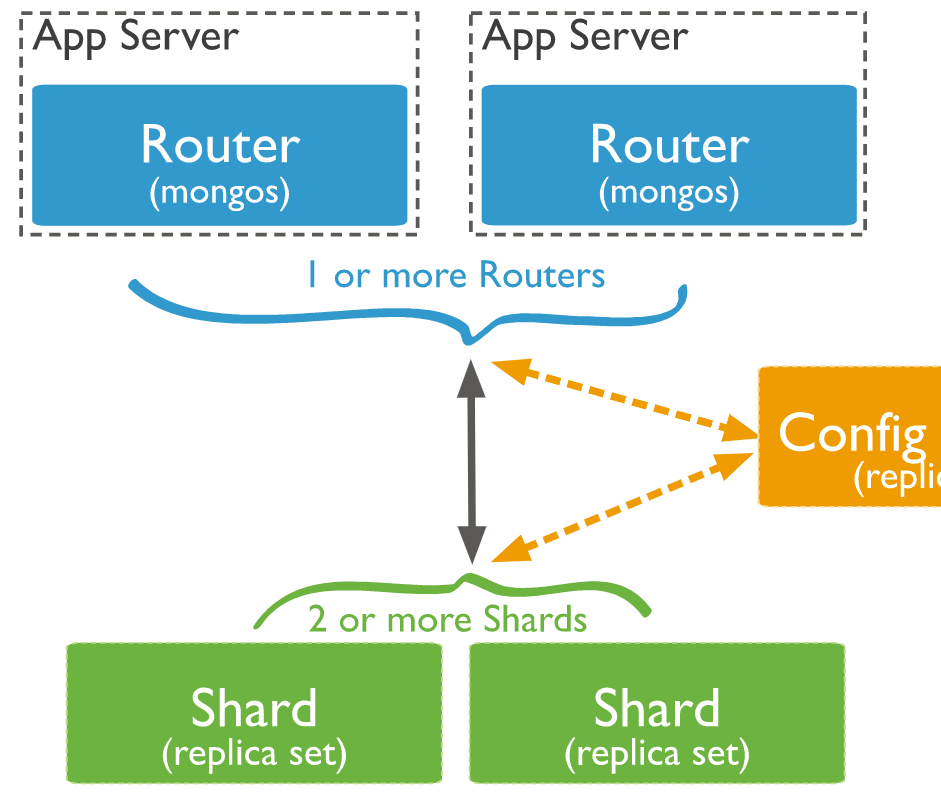 App Server
App Server
Router
(mongos)
Router
(mongos)
1 or more Routers
Config
2 or more Shards
Shard
(replica set)
Shard
(replica set)